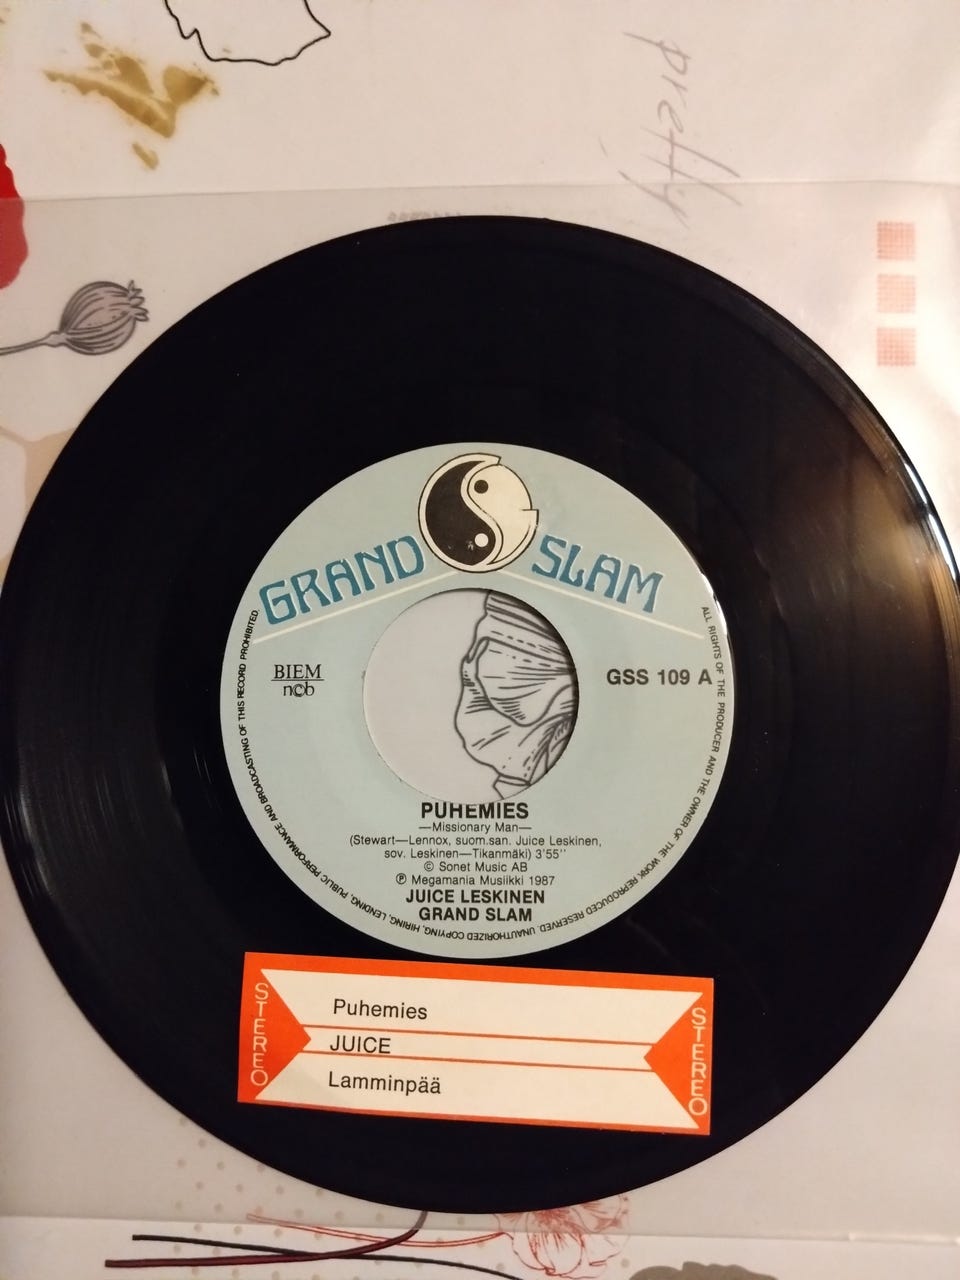 pretty
GRAND SLAM
BIEM
ncb
GSS 109 A
PUHEMIES
—Missionary Man—
(Stewart—Lennox, suom.san. Juice Leskinen,
sov. Leskinen—Tikanmäki) 3'55''
© Sonet Music AB
℗ Megamania Musiikki 1987
JUICE LESKINEN
GRAND SLAM
ALL RIGHTS OF THE PRODUCER AND THE OWNER OF THE WORK REPRODUCED RESERVED. UNAUTHORIZED COPYING, HIRING, LENDING, PUBLIC PERFORMANCE AND BROADCASTING OF THIS RECORD PROHIBITED.
STEREO
Puhemies
JUICE
Lamminpää
STEREO